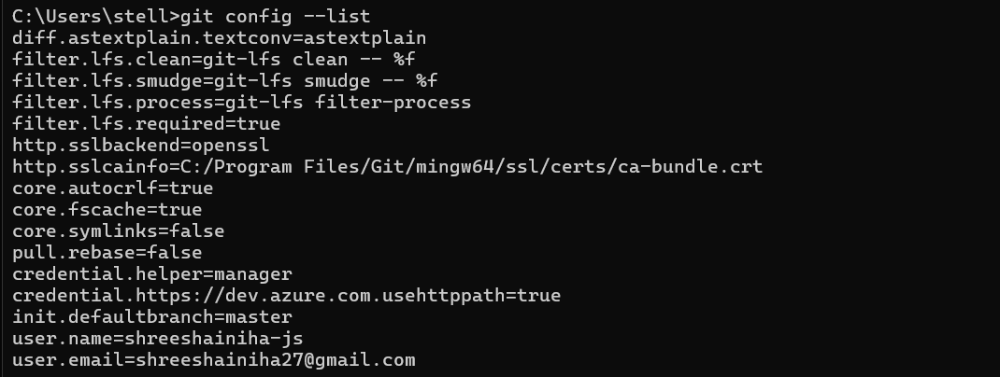 C:\Users\stell>git config --list
diff.astextplain.textconv=astextplain
filter.lfs.clean=git-lfs clean -- %f
filter.lfs.smudge=git-lfs smudge -- %f
filter.lfs.process=git-lfs filter-process
filter.lfs.required=true
http.sslbackend=openssl
http.sslcainfo=C:/Program Files/Git/mingw64/ssl/certs/ca-bundle.crt
core.autocrlf=true
core.fscache=true
core.symlinks=false
pull.rebase=false
credential.helper=manager
credential.https://dev.azure.com.usehttppath=true
init.defaultbranch=master
user.name=shreeshainiha-js
user.email=shreeshainiha27@gmail.com